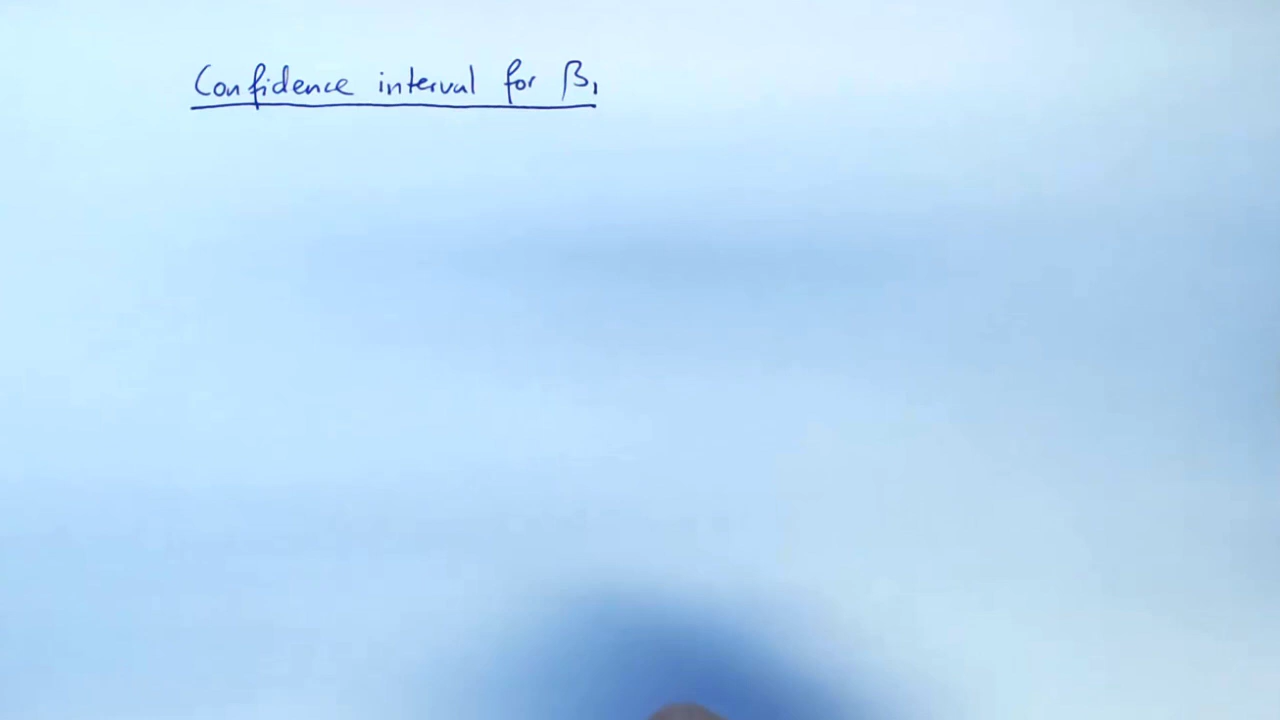 Confidence interval for β₁